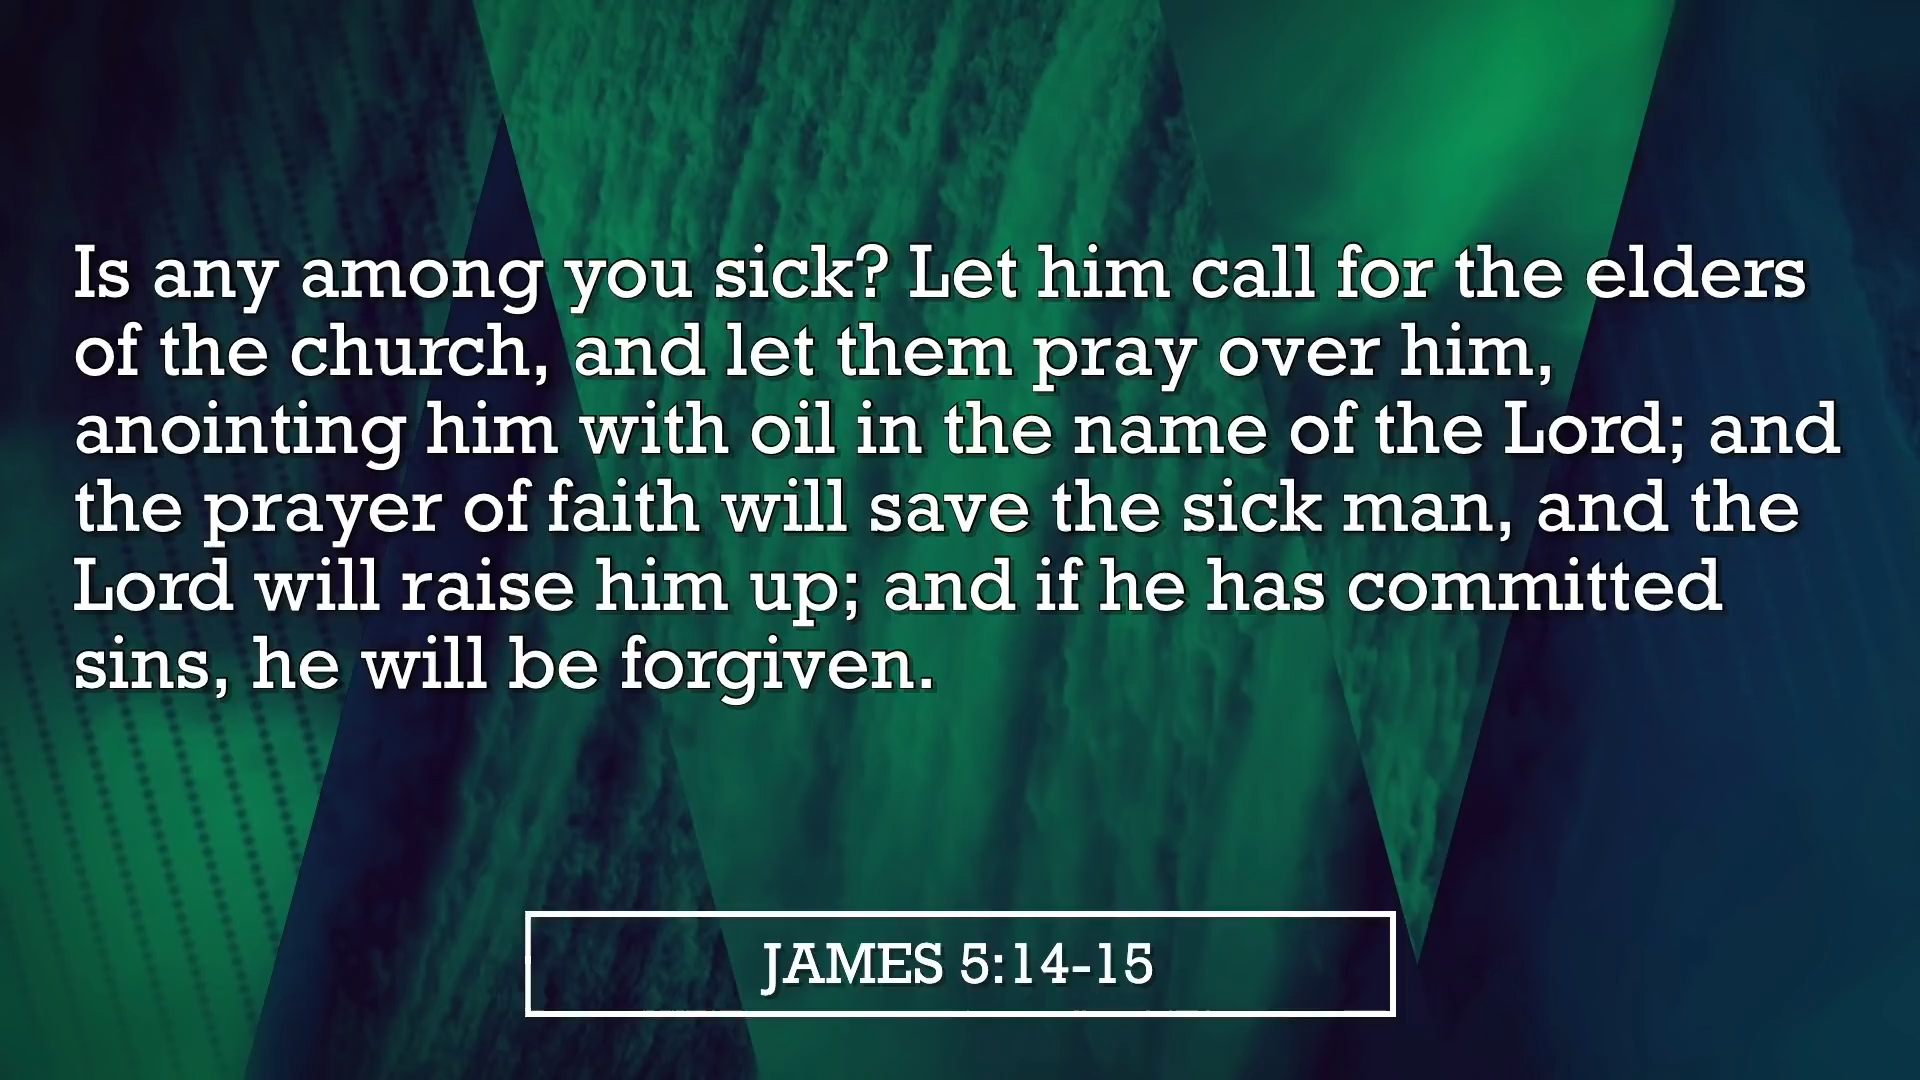 Is any among you sick? Let him call for the elders
of the church, and let them pray over him,
anointing him with oil in the name of the Lord; and
the prayer of faith will save the sick man, and the
Lord will raise him up; and if he has committed
sins, he will be forgiven.
JAMES 5:14-15